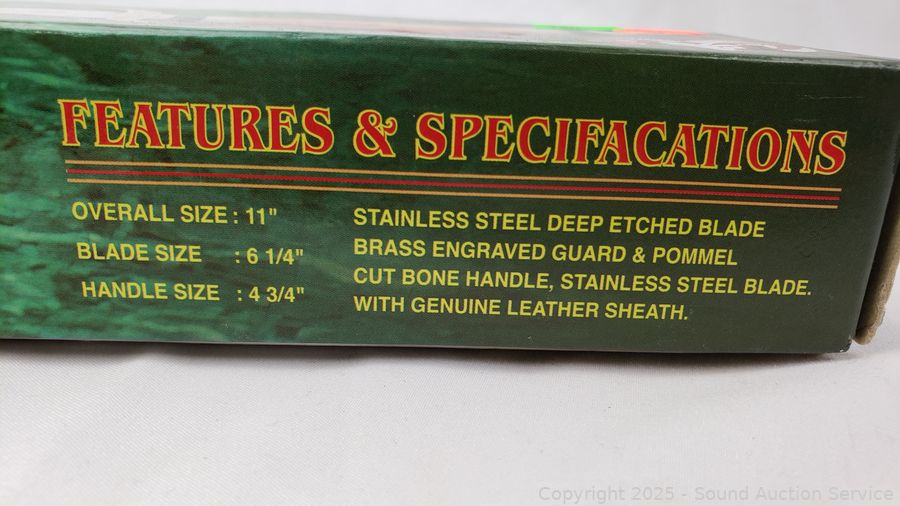 FEATURES & SPECIFACATIONS
OVERALL SIZE : 11"
BLADE SIZE : 6 1/4"
HANDLE SIZE : 4 3/4"
STAINLESS STEEL DEEP ETCHED BLADE
BRASS ENGRAVED GUARD & POMMEL
CUT BONE HANDLE, STAINLESS STEEL BLADE.
WITH GENUINE LEATHER SHEATH.
Copyright 2025 - Sound Auction Service